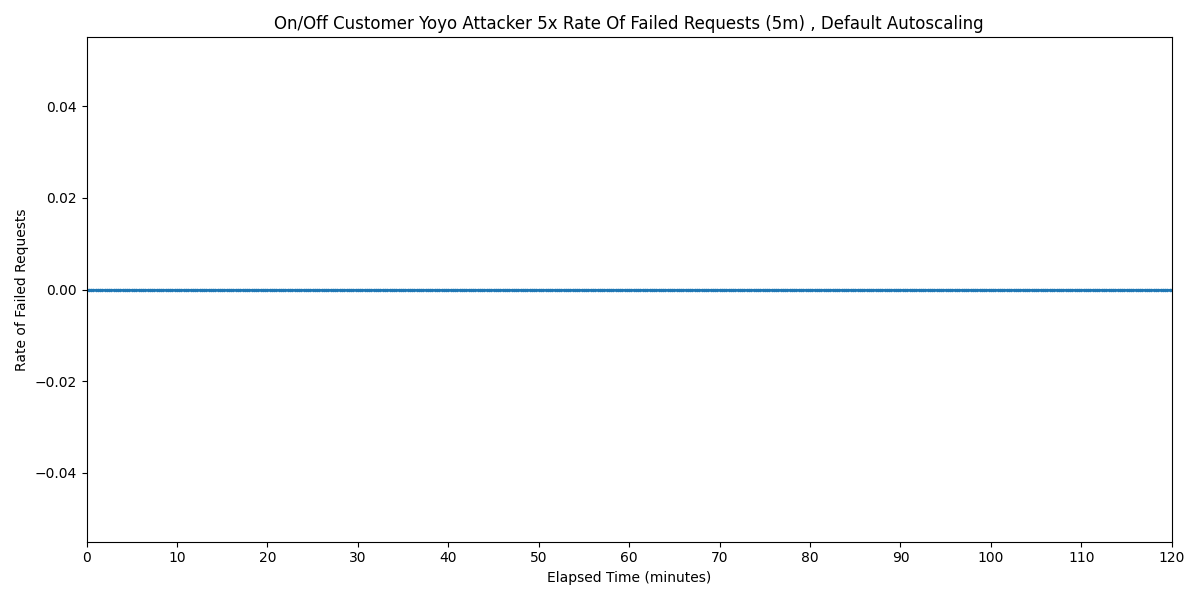 On/Off Customer Yoyo Attacker 5x Rate Of Failed Requests (5m) , Default Autoscaling
Rate of Failed Requests
0.04
0.02
0.00
−0.02
−0.04
0 10 20 30 40 50 60 70 80 90 100 110 120
Elapsed Time (minutes)